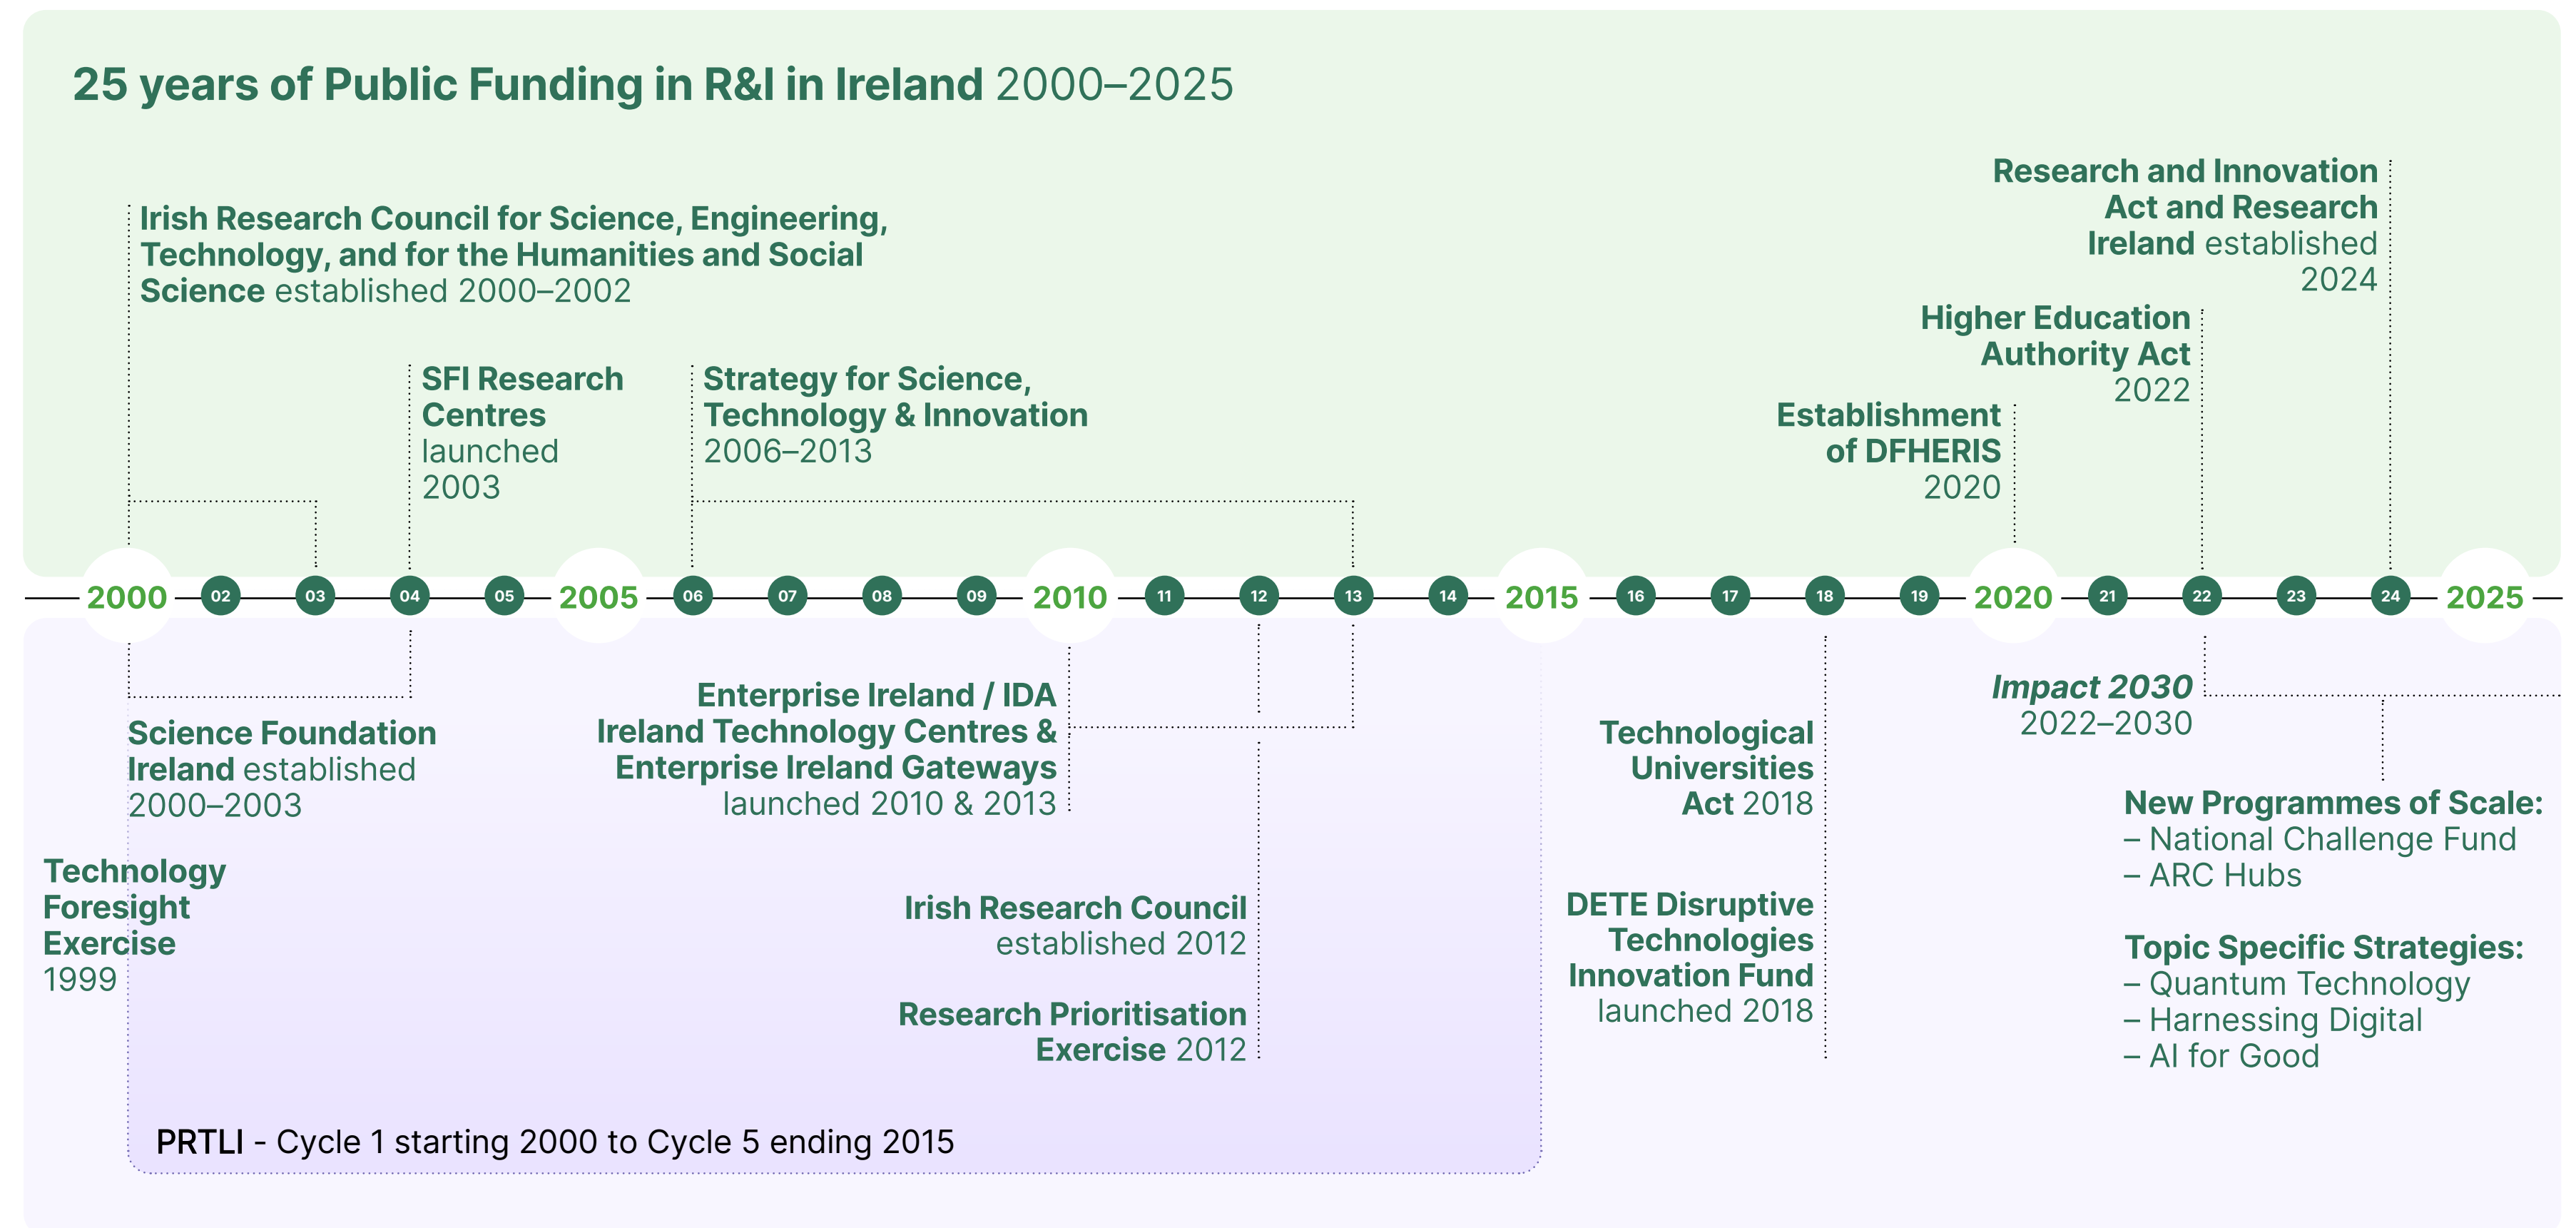 25 years of Public Funding in R&I in Ireland 2000–2025
Irish Research Council for Science, Engineering,
Technology, and for the Humanities and Social
Science established 2000–2002
SFI Research
Centres
launched
2003
Strategy for Science,
Technology & Innovation
2006–2013
Establishment
of DFHERIS
2020
Higher Education
Authority Act
2022
Research and Innovation
Act and Research
Ireland established
2024
2000 02 03 04 05 2005 06 07 08 09 2010 11 12 13 14 2015 16 17 18 19 2020 21 22 23 24 2025
Science Foundation
Ireland established
2000–2003
Technology
Foresight
Exercise
1999
Enterprise Ireland / IDA
Ireland Technology Centres &
Enterprise Ireland Gateways
launched 2010 & 2013
Irish Research Council
established 2012
Research Prioritisation
Exercise 2012
PRTLI - Cycle 1 starting 2000 to Cycle 5 ending 2015
Technological
Universities
Act 2018
DETE Disruptive
Technologies
Innovation Fund
launched 2018
Impact 2030
2022–2030
New Programmes of Scale:
– National Challenge Fund
– ARC Hubs
Topic Specific Strategies:
– Quantum Technology
– Harnessing Digital
– AI for Good